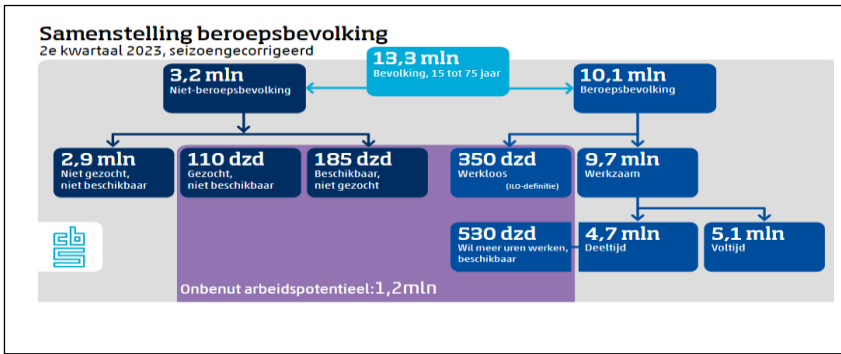 Samenstelling beroepsbevolking
2e kwartaal 2023, seizoengecorrigeerd
13,3 mln
Bevolking, 15 tot 75 jaar
3,2 mln
Niet-beroepsbevolking
10,1 mln
Beroepsbevolking
2,9 mln
Niet gezocht,
niet beschikbaar
110 dzd
Gezocht,
niet beschikbaar
185 dzd
Beschikbaar,
niet gezocht
350 dzd
Werkloos
(ILO-definitie)
9,7 mln
Werkzaam
530 dzd
Wil meer uren werken,
beschikbaar
4,7 mln
Deeltijd
5,1 mln
Voltijd
cbs
Onbenut arbeidspotentieel:1,2mln